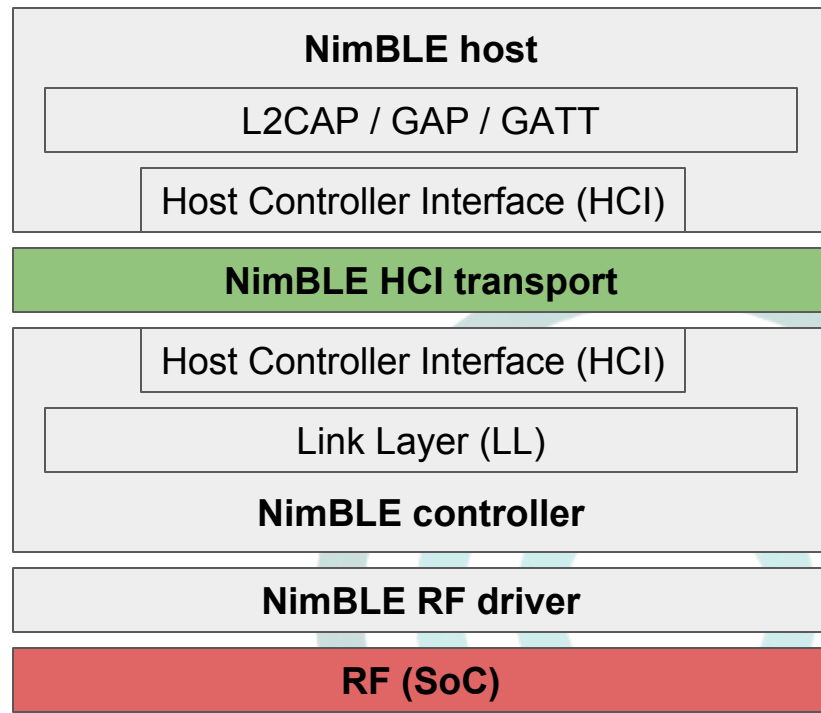 NimBLE host
L2CAP / GAP / GATT
Host Controller Interface (HCI)
NimBLE HCI transport
Host Controller Interface (HCI)
Link Layer (LL)
NimBLE controller
NimBLE RF driver
RF (SoC)